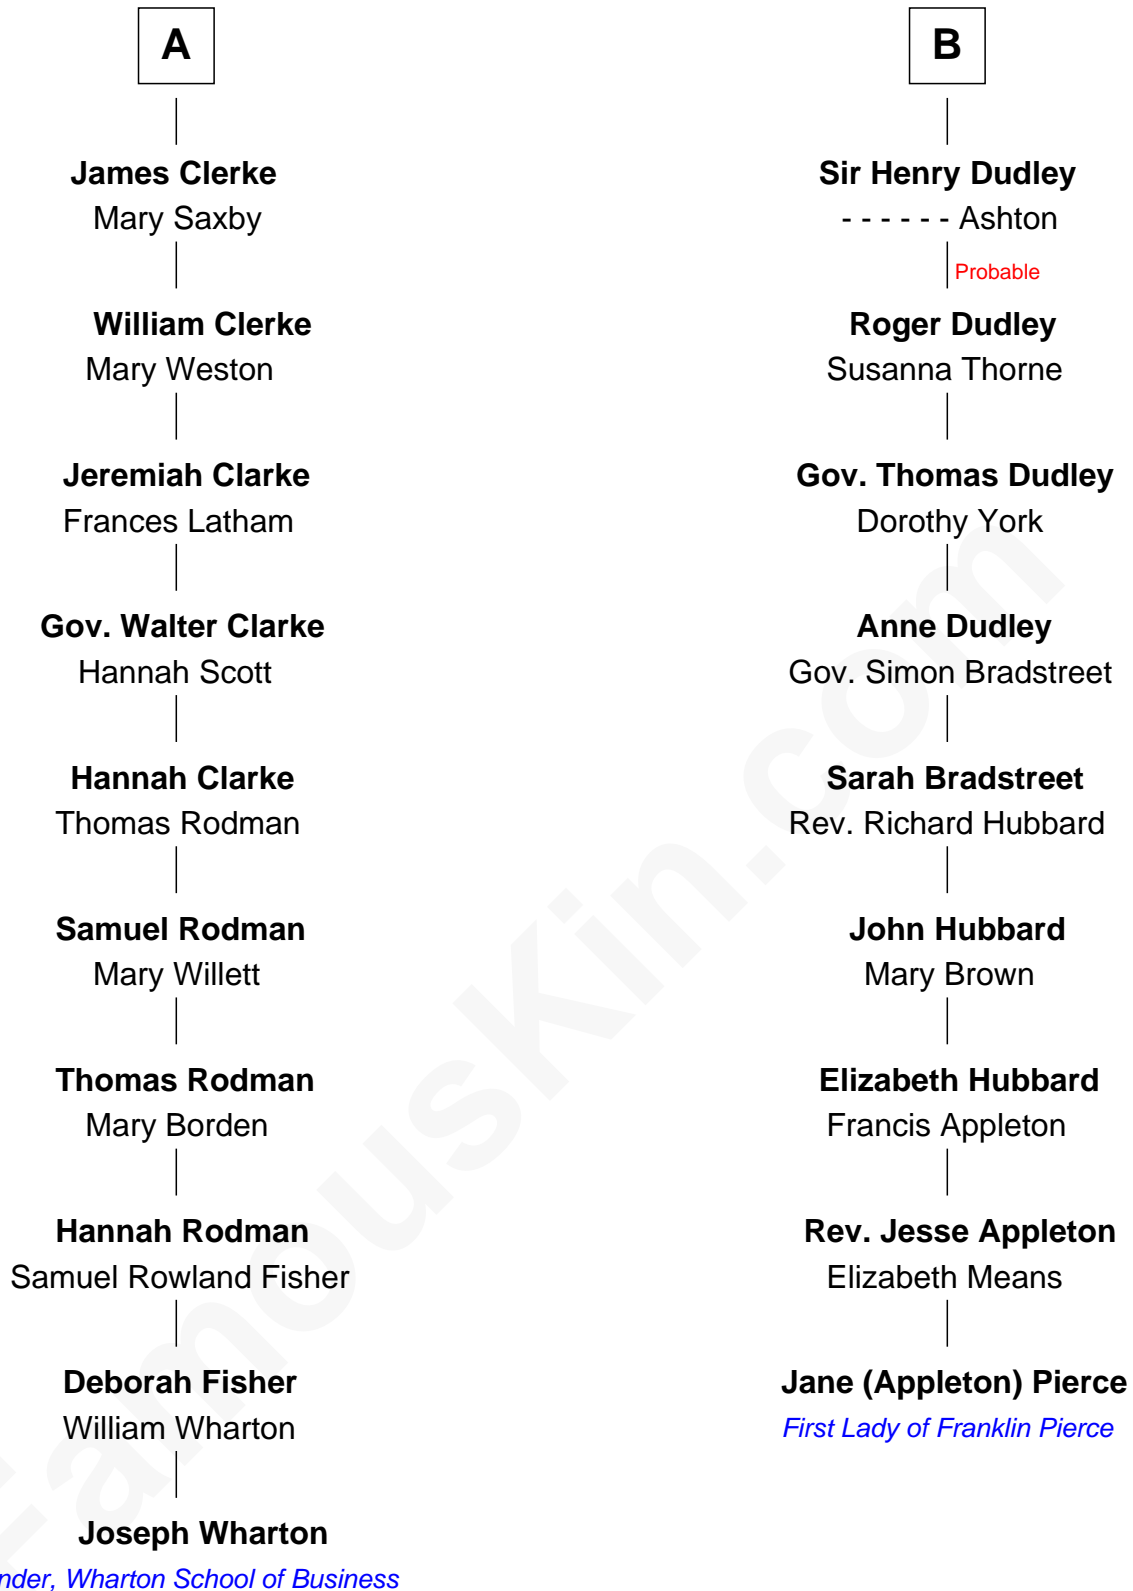 A
James Clerke
Mary Saxby
William Clerke
Mary Weston
Jeremiah Clarke
Frances Latham
Gov. Walter Clarke
Hannah Scott
Hannah Clarke
Thomas Rodman
Samuel Rodman
Mary Willett
Thomas Rodman
Mary Borden
Hannah Rodman
Samuel Rowland Fisher
Deborah Fisher
William Wharton
Joseph Wharton
nder, Wharton School of Business
B
Sir Henry Dudley
- - - - - - Ashton
Probable
Roger Dudley
Susanna Thorne
Gov. Thomas Dudley
Dorothy York
Anne Dudley
Gov. Simon Bradstreet
Sarah Bradstreet
Rev. Richard Hubbard
John Hubbard
Mary Brown
Elizabeth Hubbard
Francis Appleton
Rev. Jesse Appleton
Elizabeth Means
Jane (Appleton) Pierce
First Lady of Franklin Pierce
FamousKin.com